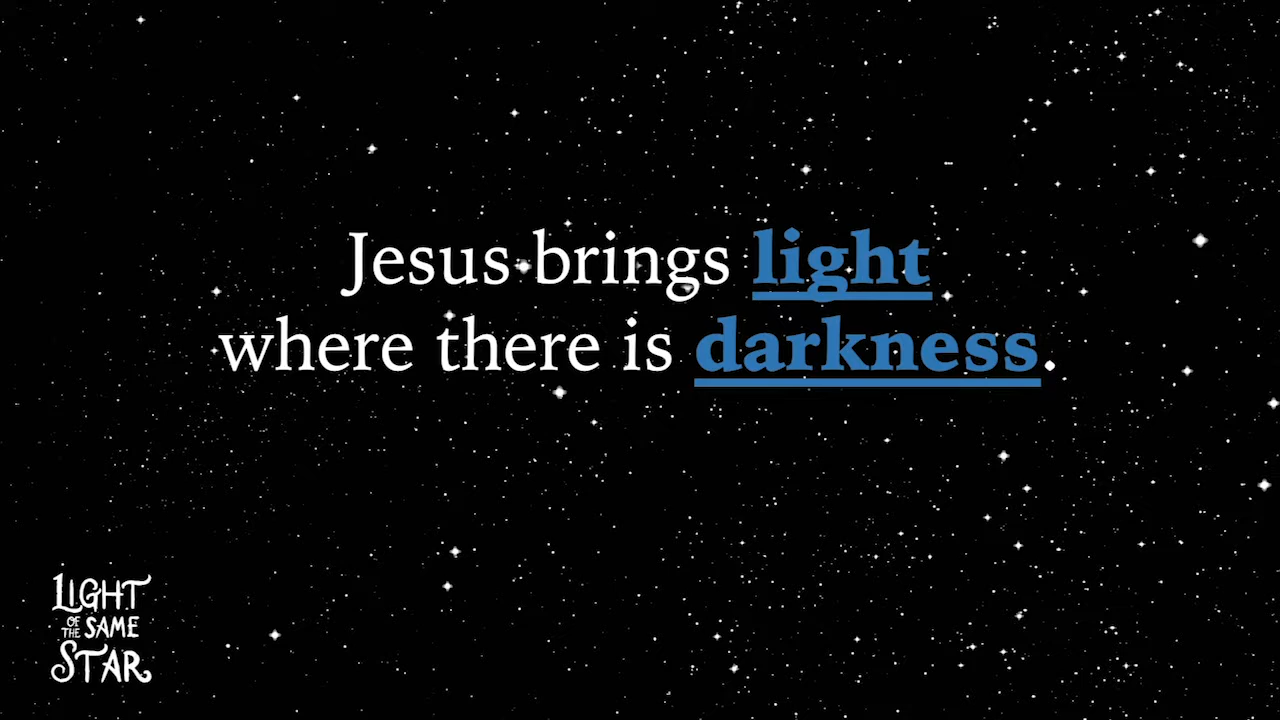 Jesus brings light
where there is darkness.
LIGHT
OF THE SAME
STAR